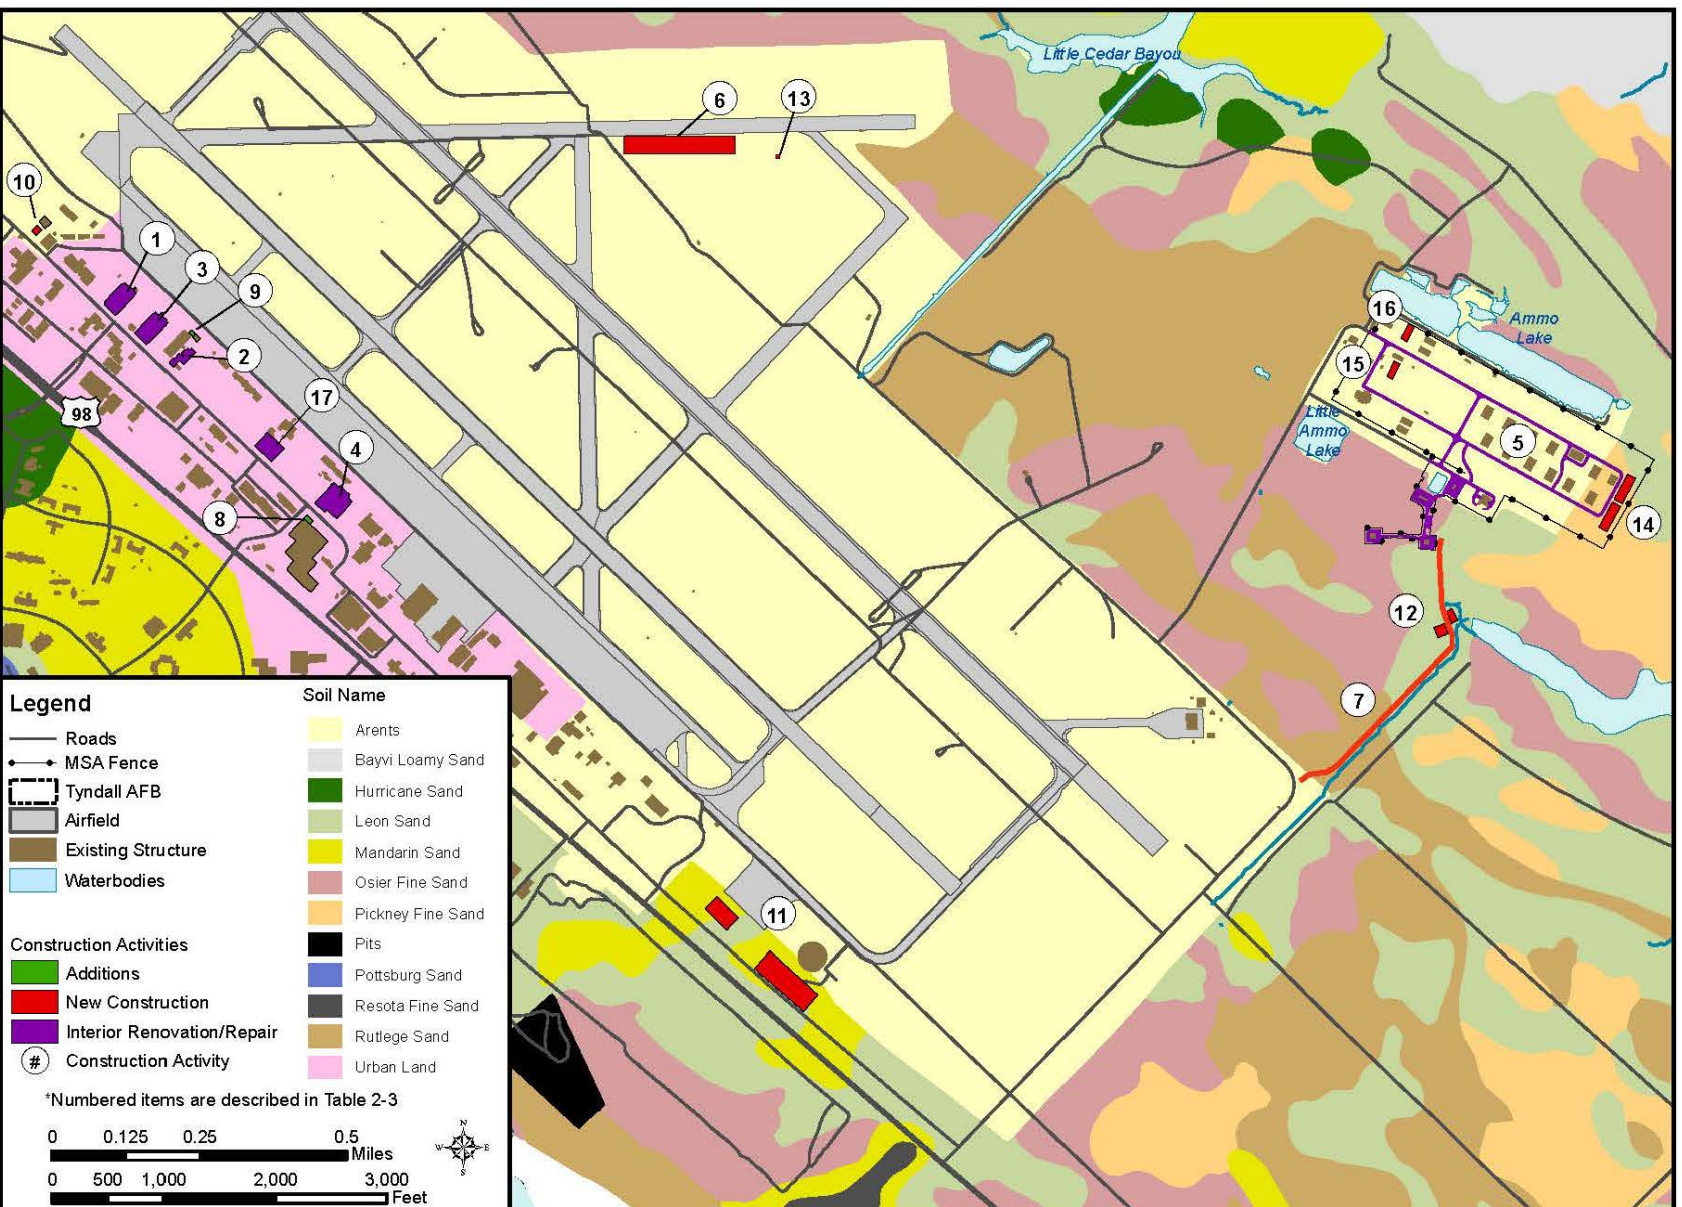 Little Cedar Bayou
6
13
10
1
3
9
2
98
17
4
8
16
Ammo
Lake
15
Little
Ammo
Lake
5
14
12
7
11
Legend
Roads
MSA Fence
Tyndall AFB
Airfield
Existing Structure
Waterbodies
Construction Activities
Additions
New Construction
Interior Renovation/Repair
# Construction Activity
Soil Name
Arents
Bayvi Loamy Sand
Hurricane Sand
Leon Sand
Mandarin Sand
Osier Fine Sand
Pickney Fine Sand
Pits
Pottsburg Sand
Resota Fine Sand
Rutlege Sand
Urban Land
*Numbered items are described in Table 2-3
0 0.125 0.25 0.5
Miles
0 500 1,000 2,000 3,000
Feet
N
W E
S